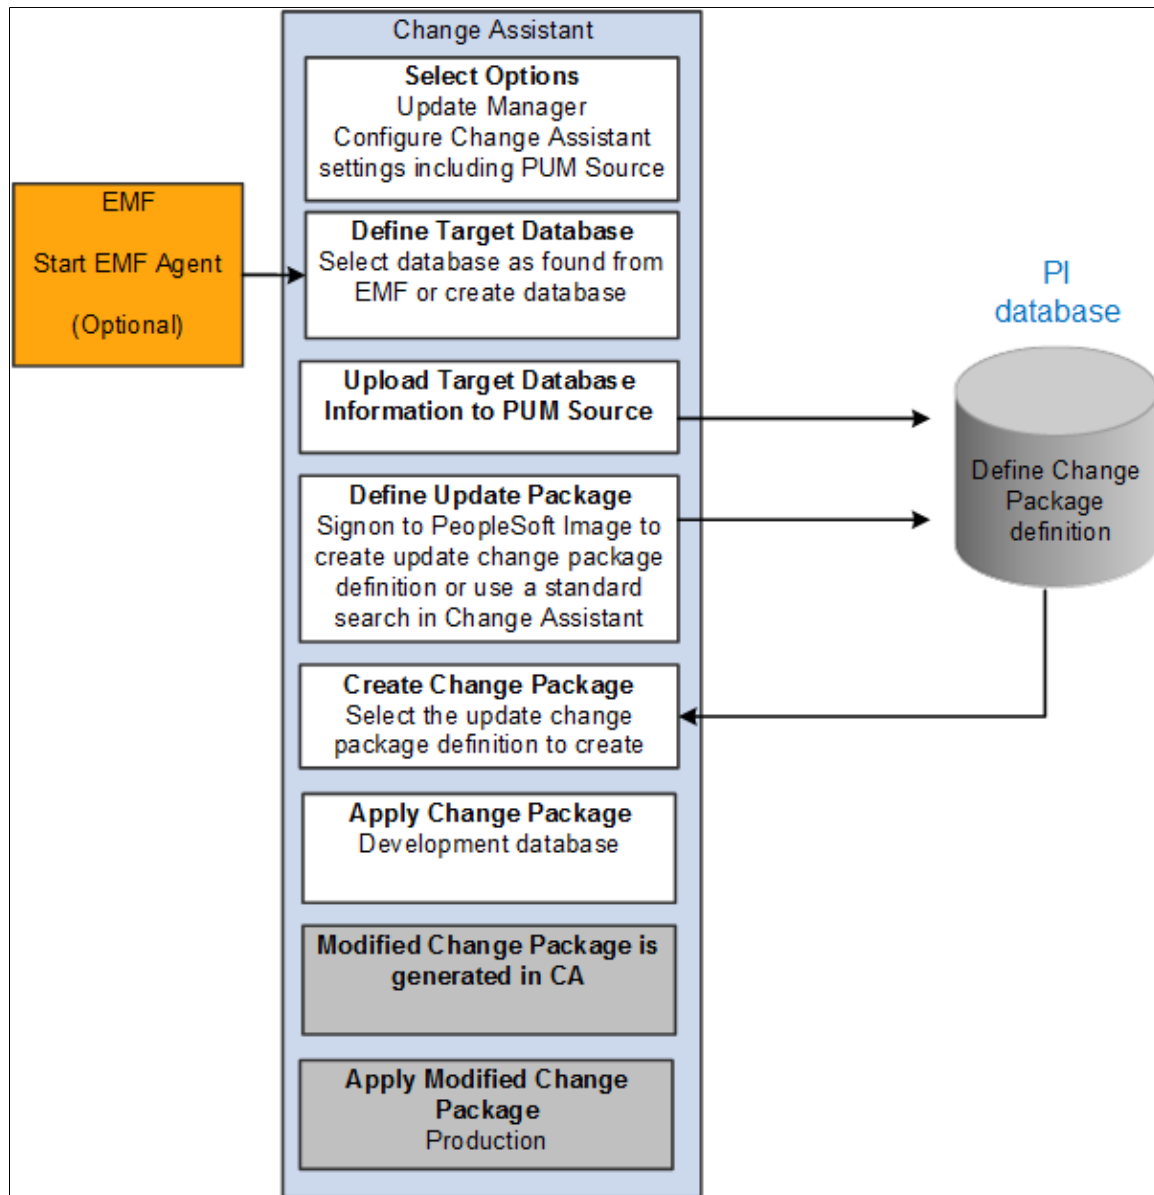 Change Assistant
Select Options
Update Manager
Configure Change Assistant
settings including PUM Source
EMF
Start EMF Agent
(Optional)
Define Target Database
Select database as found from
EMF or create database
Upload Target Database
Information to PUM Source
PI
database
Define Change
Package
definition
Define Update Package
Signon to PeopleSoft Image to
create update change package
definition or use a standard
search in Change Assistant
Create Change Package
Select the update change
package definition to create
Apply Change Package
Development database
Modified Change Package is
generated in CA
Apply Modified Change
Package
Production